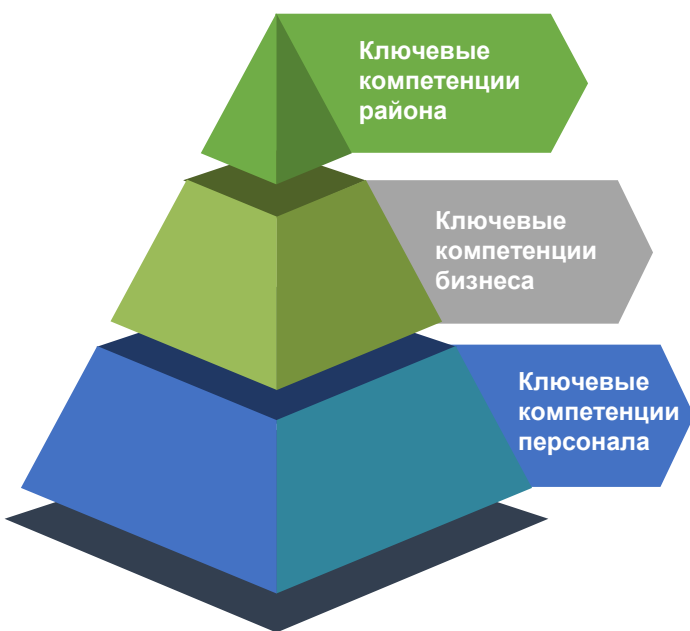 Ключевые
компетенции
района
Ключевые
компетенции
бизнеса
Ключевые
компетенции
персонала